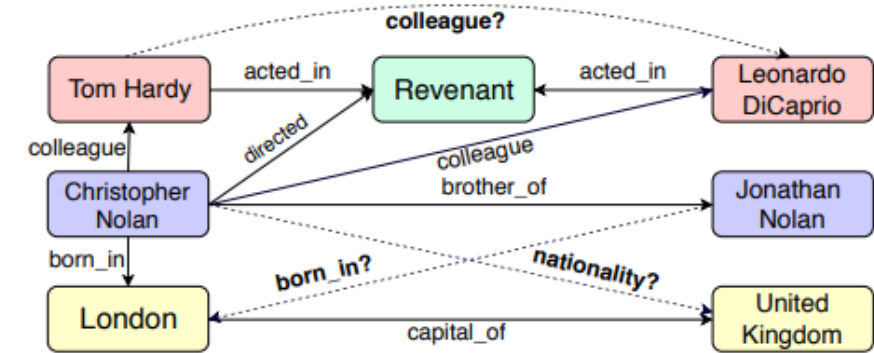 colleague?
Tom Hardy
acted_in
Revenant
acted_in
Leonardo
DiCaprio
colleague
directed
colleague
Christopher
Nolan
brother_of
Jonathan
Nolan
born_in
born_in?
nationality?
London
capital_of
United
Kingdom